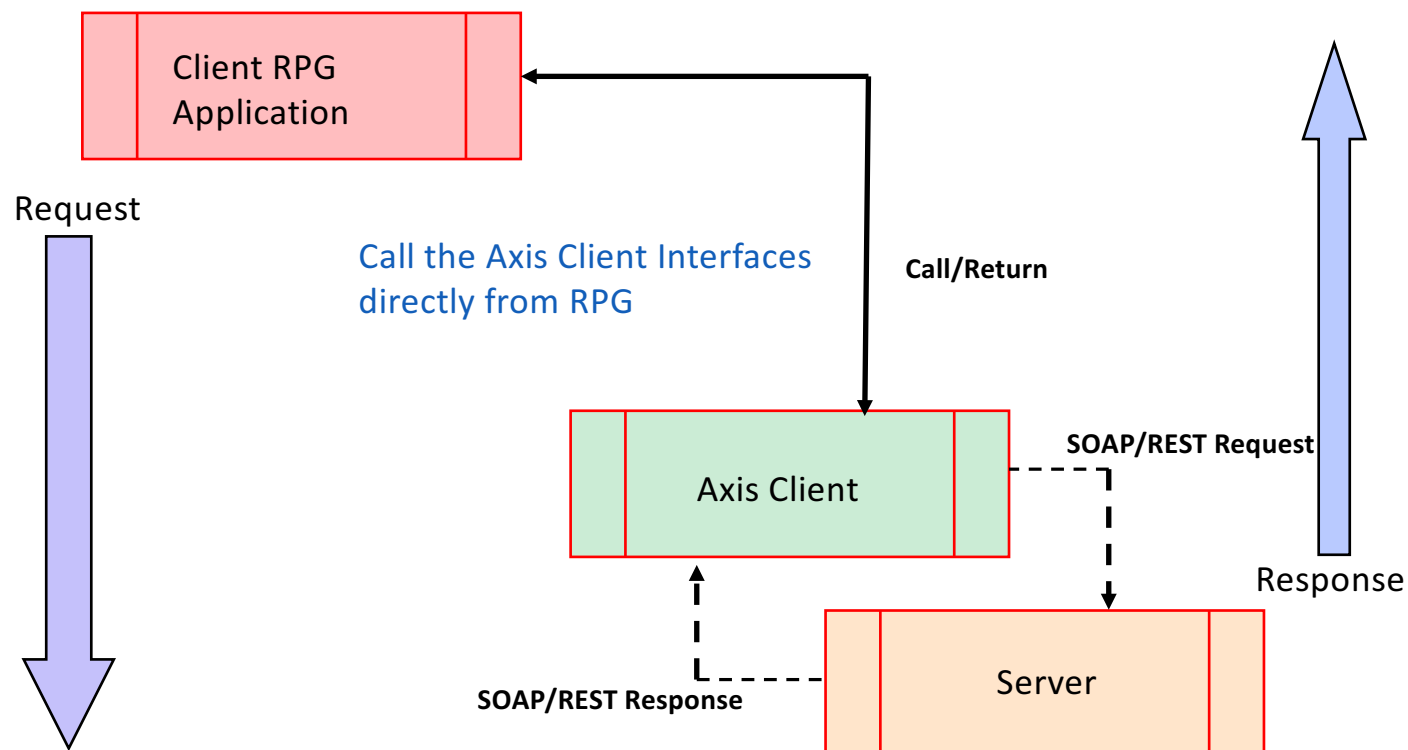 Client RPG
Application
Request
Call the Axis Client Interfaces
directly from RPG
Call/Return
SOAP/REST Request
Axis Client
Response
Server
SOAP/REST Response